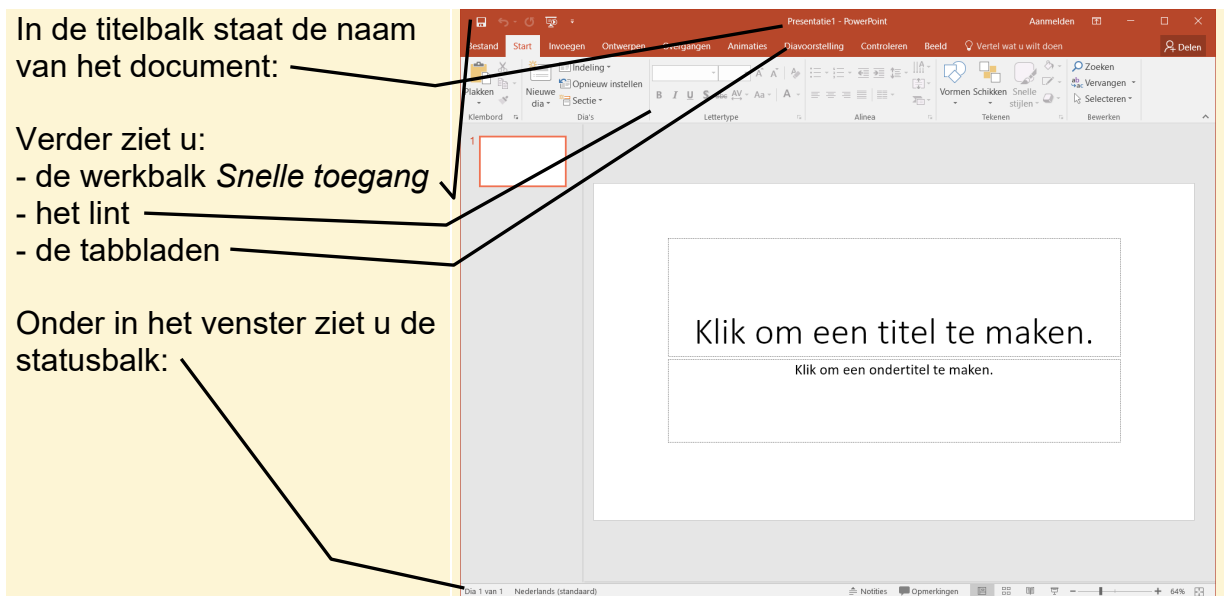 In de titelbalk staat de naam
van het document:
Verder ziet u:
- de werkbalk Snelle toegang
- het lint
- de tabbladen
Onder in het venster ziet u de
statusbalk:
Presentatie1 - PowerPoint Aanmelden
Bestand Start Invoegen Ontwerpen Overgangen Animaties Diavoorstelling Controleren Beeld Vertel wat u wilt doen Delen
Plakken
Nieuwe
dia
Indeling
Opnieuw instellen
Sectie
B I U S abc AV Aa A
Vormen Schikken Snelle
stijlen
Zoeken
Vervangen
Selecteren
Klembord Dia's Lettertype Alinea Tekenen Bewerken
1
Klik om een titel te maken.
Klik om een ondertitel te maken.
Dia 1 van 1 Nederlands (standaard) Notities Opmerkingen 64%